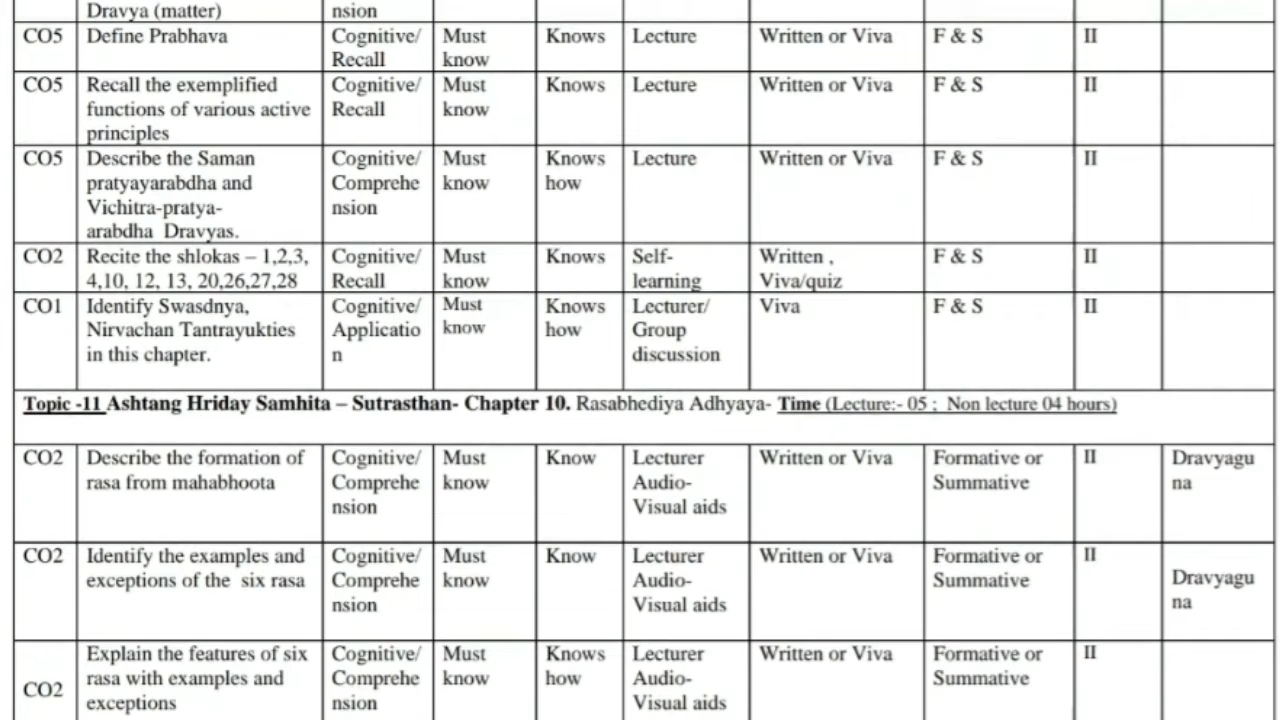 Dravya (matter) nsion
CO5 Define Prabhava Cognitive/ Must Knows Lecture Written or Viva F & S II
Recall know
CO5 Recall the exemplified Cognitive/ Must Knows Lecture Written or Viva F & S II
functions of various active Recall know
principles
CO5 Describe the Saman Cognitive/ Must Knows Lecture Written or Viva F & S II
pratyayarabdha and Comprehe know how
Vichitra-pratya- nsion
arabdha Dravyas.
CO2 Recite the shlokas – 1,2,3, Cognitive/ Must Knows Self- Written , F & S II
4,10, 12, 13, 20,26,27,28 Recall know learning Viva/quiz
CO1 Identify Swasdnya, Cognitive/ Must Knows Lecturer/ Viva F & S II
Nirvachan Tantrayukties Applicatio know how Group
in this chapter. n discussion
Topic -11 Ashtang Hriday Samhita – Sutrasthan- Chapter 10. Rasabhediya Adhyaya- Time (Lecture:- 05 ; Non lecture 04 hours)
CO2 Describe the formation of Cognitive/ Must Know Lecturer Written or Viva Formative or II Dravyagu
rasa from mahabhoota Comprehe know Audio- Summative na
nsion Visual aids
CO2 Identify the examples and Cognitive/ Must Know Lecturer Written or Viva Formative or II
exceptions of the six rasa Comprehe know Audio- Summative Dravyagu
nsion Visual aids na
Explain the features of six Cognitive/ Must Knows Lecturer Written or Viva Formative or II
rasa with examples and Comprehe know how Audio- Summative
CO2 exceptions nsion Visual aids